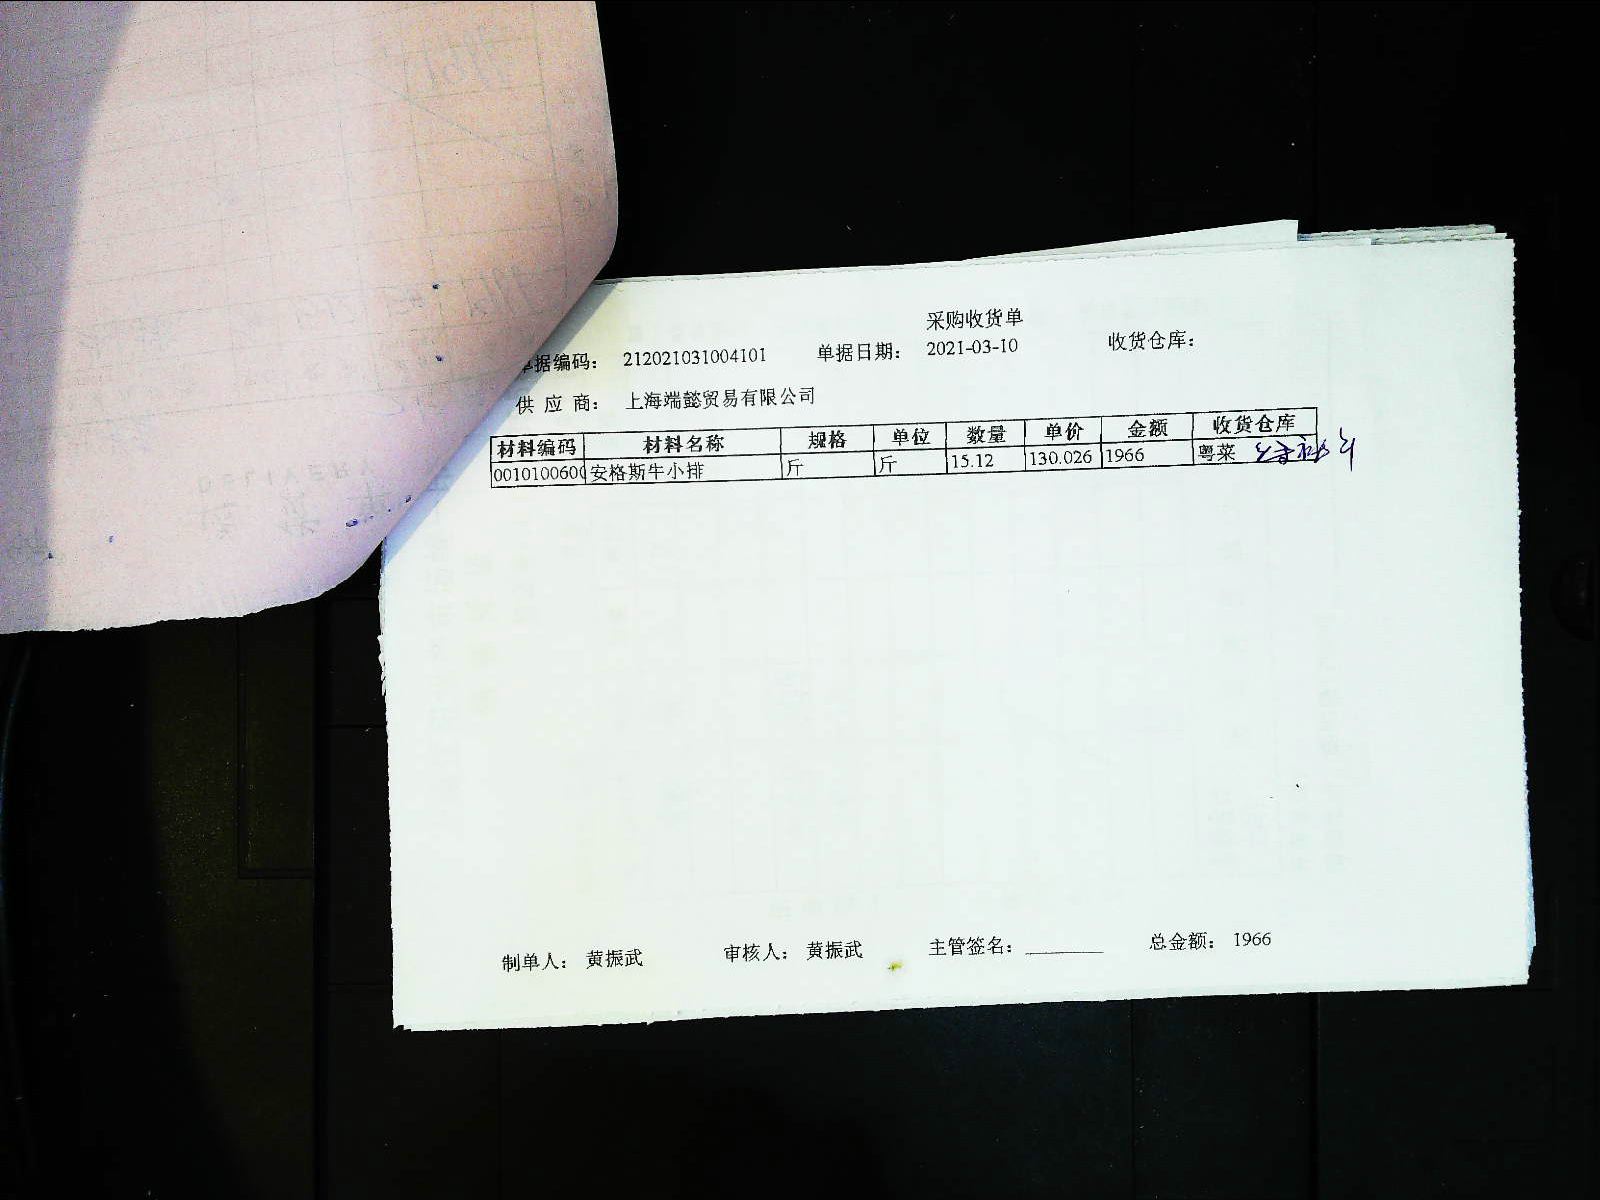 采购收货单
单据编码： 212021031004101 单据日期： 2021-03-10 收货仓库：
供 应 商： 上海端懿贸易有限公司
材料编码 材料名称 规格 单位 数量 单价 金额 收货仓库
0010100600 安格斯牛小排 斤 斤 15.12 130.026 1966 粤菜
制单人： 黄振武 审核人： 黄振武 主管签名： 总金额： 1966